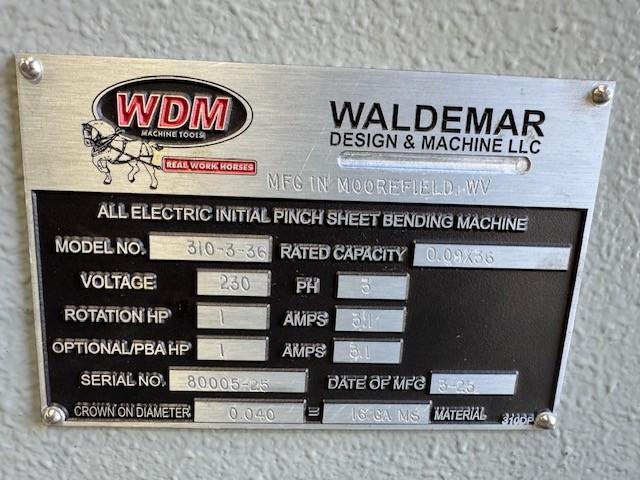 WDM
MACHINE TOOLS
REAL WORK HORSES
WALDEMAR
DESIGN & MACHINE LLC
MFG IN MOOREFIELD, WV
ALL ELECTRIC INITIAL PINCH SHEET BENDING MACHINE
MODEL NO. 310-3-36 RATED CAPACITY 0.09X36
VOLTAGE 230 PH 3
ROTATION HP 1 AMPS 3.1
OPTIONAL/PBA HP 1 AMPS 3.1
SERIAL NO. 80005-25 DATE OF MFG 3-25
CROWN ON DIAMETER 0.040 16 GA MS MATERIAL